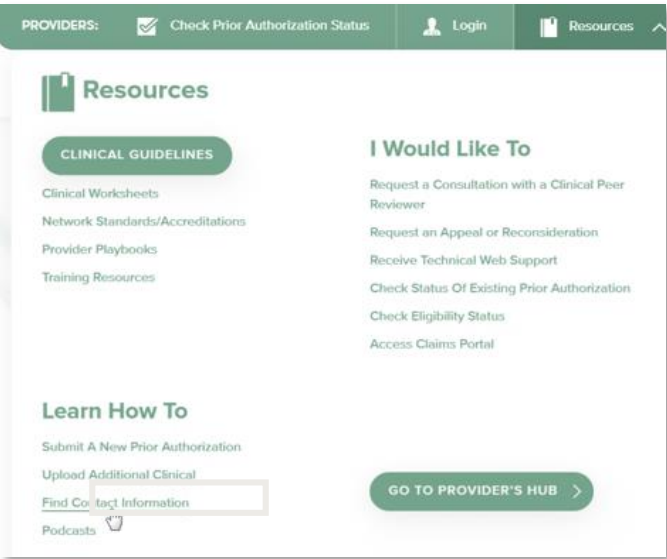 PROVIDERS:
Check Prior Authorization Status
Login
Resources
Resources
CLINICAL GUIDELINES
Clinical Worksheets
Network Standards/Accreditations
Provider Playbooks
Training Resources
I Would Like To
Request a Consultation with a Clinical Peer
Reviewer
Request an Appeal or Reconsideration
Receive Technical Web Support
Check Status Of Existing Prior Authorization
Check Eligibility Status
Access Claims Portal
Learn How To
Submit A New Prior Authorization
Upload Additional Clinical
Find Contact Information
Podcasts
GO TO PROVIDER'S HUB